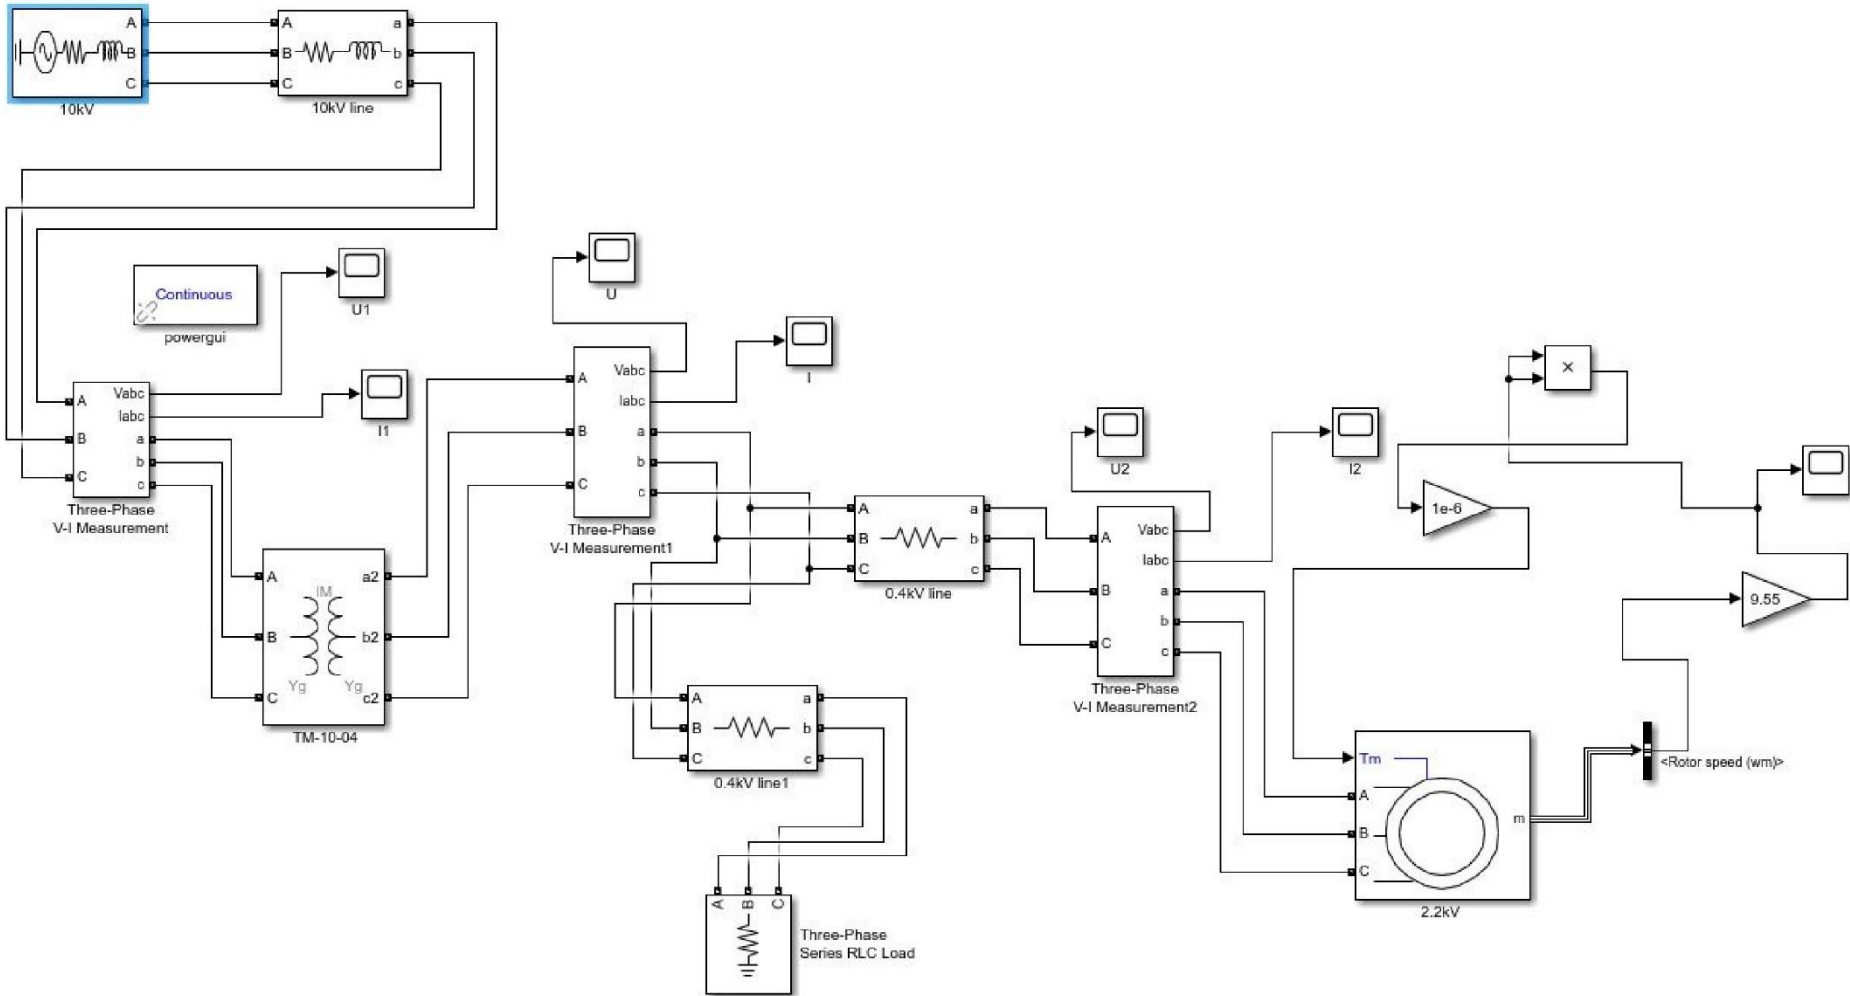 A
B
C
10kV
A
B
C
a
b
c
10kV line
Continuous
powergui
U1
I1
A
B
C
Vabc
Iabc
a
b
c
Three-Phase
V-I Measurement
A
B
C
IM
Yg
Yg
a2
b2
c2
TM-10-04
U
I
A
B
C
Vabc
Iabc
a
b
c
Three-Phase
V-I Measurement1
A
B
C
a
b
c
0.4kV line
A
B
C
a
b
c
0.4kV line1
A
B
C
Three-Phase
Series RLC Load
U2
I2
A
B
C
Vabc
Iabc
a
b
c
Three-Phase
V-I Measurement2
×
1e-6
9.55
<Rotor speed (wm)>
Tm
A
B
C
m
2.2kV